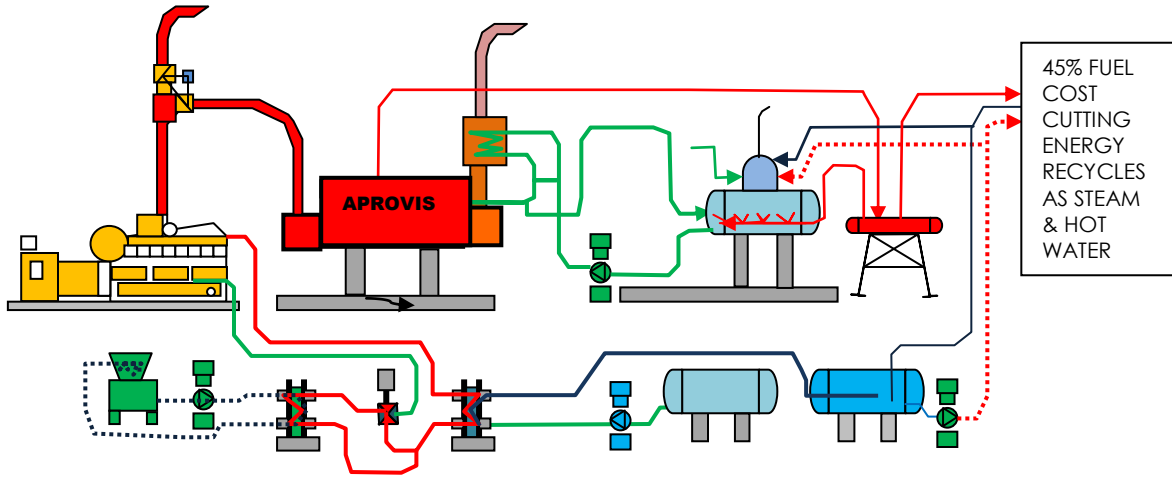 APROVIS
45% FUEL
COST
CUTTING
ENERGY
RECYCLES
AS STEAM
& HOT
WATER